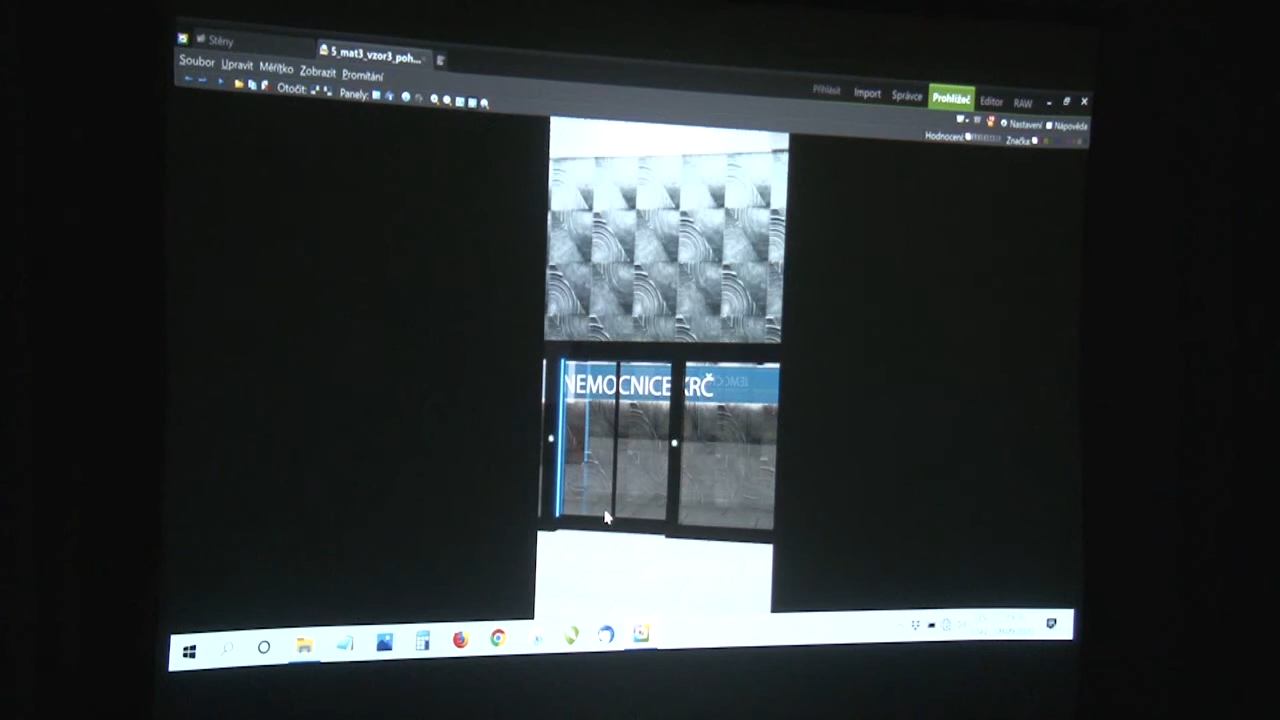 Stěny
5_mat3_vzor3_poh...
Soubor Upravit Měřítko Zobrazit Promítání
Přihlásit Import Správce Prohlížeč Editor RAW
Otočit: Panely:
Nastavení Nápověda
Hodnocení: Značka:
NEMOCNICE KRČ